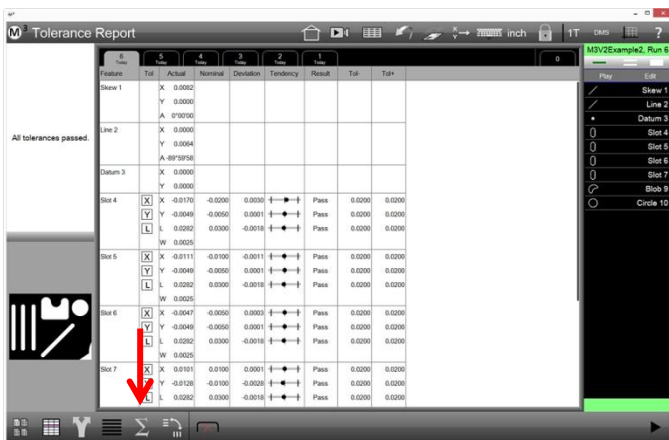 M³ Tolerance Report inch 1T DMS ?
6 Today 5 Today 4 Today 3 Today 2 Today 1 Today 0
M3V2Example2, Run 6
Play Edit
Feature Tol Actual Nominal Deviation Tendency Result Tol- Tol+
Skew 1 X 0.0082
Y 0.0000
A 0°00'00
Line 2 X 0.0000
Y 0.0064
A -89°59'58
Datum 3 X 0.0000
Y 0.0000
Slot 4 X X -0.0170 -0.0200 0.0030 Pass 0.0200 0.0200
Y Y -0.0049 -0.0050 0.0001 Pass 0.0200 0.0200
L L 0.0282 0.0300 -0.0018 Pass 0.0200 0.0200
W 0.0025
Slot 5 X X -0.0111 -0.0100 -0.0011 Pass 0.0200 0.0200
Y Y -0.0049 -0.0050 0.0001 Pass 0.0200 0.0200
L L 0.0282 0.0300 -0.0018 Pass 0.0200 0.0200
W 0.0025
Slot 6 X X -0.0047 -0.0050 0.0003 Pass 0.0200 0.0200
Y Y -0.0049 -0.0050 0.0001 Pass 0.0200 0.0200
L L 0.0282 0.0300 -0.0018 Pass 0.0200 0.0200
W 0.0025
Slot 7 X X 0.0101 0.0100 0.0001 Pass 0.0200 0.0200
Y -0.0128 -0.0100 -0.0028 Pass 0.0200 0.0200
L L 0.0282 0.0300 -0.0018 Pass 0.0200 0.0200
All tolerances passed.
Skew 1
Line 2
Datum 3
Slot 4
Slot 5
Slot 6
Slot 7
Blob 9
Circle 10